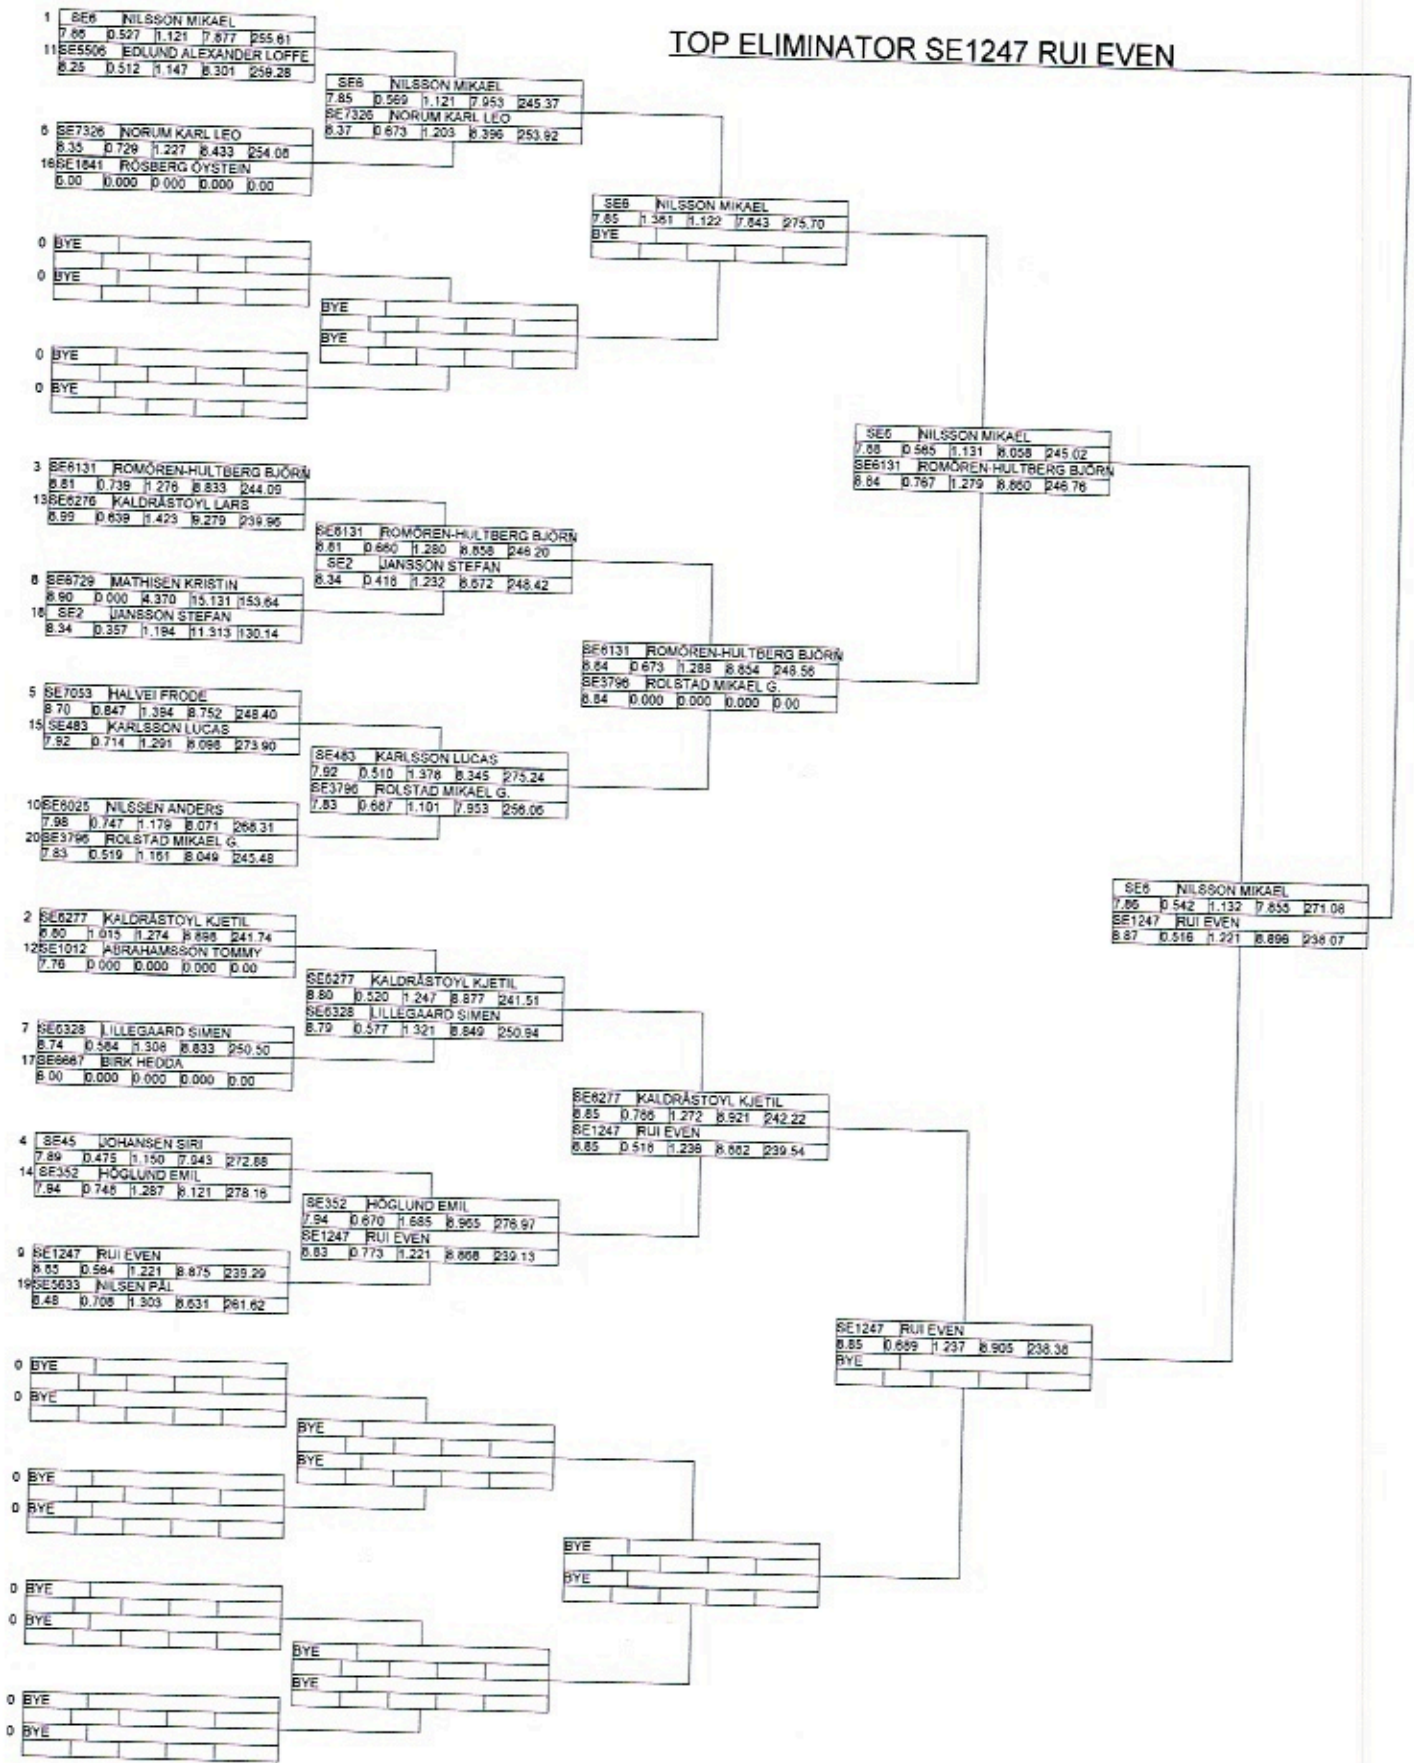 TOP ELIMINATOR SE1247 RUI EVEN
1 SE6 NILSSON MIKAEL
7.86 0.527 1.121 7.877 255.61
11 SE5506 EDLUND ALEXANDER LOFFE
8.25 0.512 1.147 8.301 259.28
6 SE7326 NORUM KARL LEO
8.35 0.729 1.227 8.433 254.06
16 SE1841 RÖSBERG ÖYSTEIN
6.00 0.000 0.000 0.000 0.00
0 BYE
0 BYE
0 BYE
0 BYE
3 SE6131 ROMÖREN-HULTBERG BJÖRN
8.81 0.739 1.276 8.833 244.09
13 SE6276 KALDRÅSTOYL LARS
8.99 0.639 1.423 9.279 239.96
8 SE6729 MATHISEN KRISTIN
8.90 0.000 4.370 15.131 153.64
18 SE2 JANSSON STEFAN
8.34 0.357 1.194 11.313 130.14
5 SE7053 HALVEI FRODE
8.70 0.847 1.394 8.752 248.40
15 SE483 KARLSSON LUCAS
7.92 0.714 1.291 8.098 273.90
10 SE6025 NILSSEN ANDERS
7.98 0.747 1.179 8.071 268.31
20 SE3796 ROLSTAD MIKAEL G.
7.83 0.519 1.161 8.049 245.48
2 SE6277 KALDRÅSTOYL KJETIL
8.80 1.015 1.274 8.898 241.74
12 SE1012 ABRAHAMSSON TOMMY
7.76 0.000 0.000 0.000 0.00
7 SE6328 LILLEGAARD SIMEN
8.74 0.564 1.306 8.833 250.50
17 SE6667 BIRK HEDDA
6.00 0.000 0.000 0.000 0.00
4 SE45 JOHANSEN SIRI
7.89 0.475 1.150 7.943 272.88
14 SE352 HÖGLUND EMIL
7.94 0.746 1.287 8.121 278.16
9 SE1247 RUI EVEN
8.85 0.564 1.221 8.875 239.29
19 SE5633 NILSEN PÅL
8.48 0.706 1.303 8.631 261.62
0 BYE
0 BYE
0 BYE
0 BYE
0 BYE
0 BYE
0 BYE
0 BYE
SE6 NILSSON MIKAEL
7.85 0.569 1.121 7.953 245.37
SE7326 NORUM KARL LEO
8.37 0.673 1.203 8.396 253.92
BYE
BYE
SE6131 ROMÖREN-HULTBERG BJÖRN
8.81 0.660 1.280 8.858 246.20
SE2 JANSSON STEFAN
8.34 0.416 1.232 8.672 248.42
SE483 KARLSSON LUCAS
7.92 0.510 1.378 8.345 275.24
SE3796 ROLSTAD MIKAEL G.
7.83 0.687 1.101 7.953 256.06
SE6277 KALDRÅSTOYL KJETIL
8.80 0.520 1.247 8.877 241.51
SE6328 LILLEGAARD SIMEN
8.79 0.577 1.321 8.849 250.94
SE352 HÖGLUND EMIL
7.94 0.670 1.685 8.965 276.97
SE1247 RUI EVEN
8.83 0.773 1.221 8.868 239.13
BYE
BYE
BYE
BYE
SE6 NILSSON MIKAEL
7.85 1.361 1.122 7.843 275.70
BYE
SE6131 ROMÖREN-HULTBERG BJÖRN
8.84 0.673 1.288 8.854 248.56
SE3796 ROLSTAD MIKAEL G.
8.84 0.000 0.000 0.000 0.00
SE6277 KALDRÅSTOYL KJETIL
8.85 0.766 1.272 8.921 242.22
SE1247 RUI EVEN
8.85 0.516 1.236 8.882 239.54
BYE
BYE
SE6 NILSSON MIKAEL
7.88 0.565 1.131 8.058 245.02
SE6131 ROMÖREN-HULTBERG BJÖRN
8.84 0.767 1.279 8.860 246.76
SE1247 RUI EVEN
8.85 0.689 1.237 8.905 238.38
BYE
SE6 NILSSON MIKAEL
7.86 0.542 1.132 7.855 271.08
SE1247 RUI EVEN
8.87 0.516 1.221 8.896 238.07